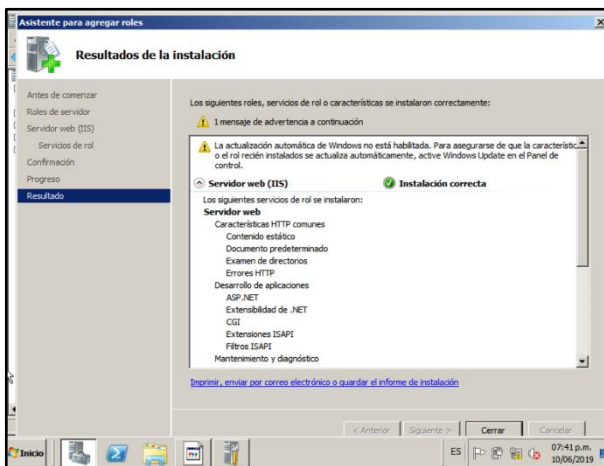 Asistente para agregar roles
Resultados de la instalación
Antes de comenzar
Roles de servidor
Servidor web (IIS)
Servicios de rol
Confirmación
Progreso
Resultado
Los siguientes roles, servicios de rol o características se instalaron correctamente:
1 mensaje de advertencia a continuación
La actualización automática de Windows no está habilitada. Para asegurarse de que la característic
o el rol recién instalados se actualiza automáticamente, active Windows Update en el Panel de
control.
Servidor web (IIS) Instalación correcta
Los siguientes servicios de rol se instalaron:
Servidor web
Características HTTP comunes
Contenido estático
Documento predeterminado
Examen de directorios
Errores HTTP
Desarrollo de aplicaciones
ASP.NET
Extensibilidad de .NET
CGI
Extensiones ISAPI
Filtros ISAPI
Mantenimiento y diagnóstico
Imprimir, enviar por correo electrónico o guardar el informe de instalación
< Anterior Siguiente > Cerrar Cancelar
Inicio ES 07:41 p.m.
10/06/2019